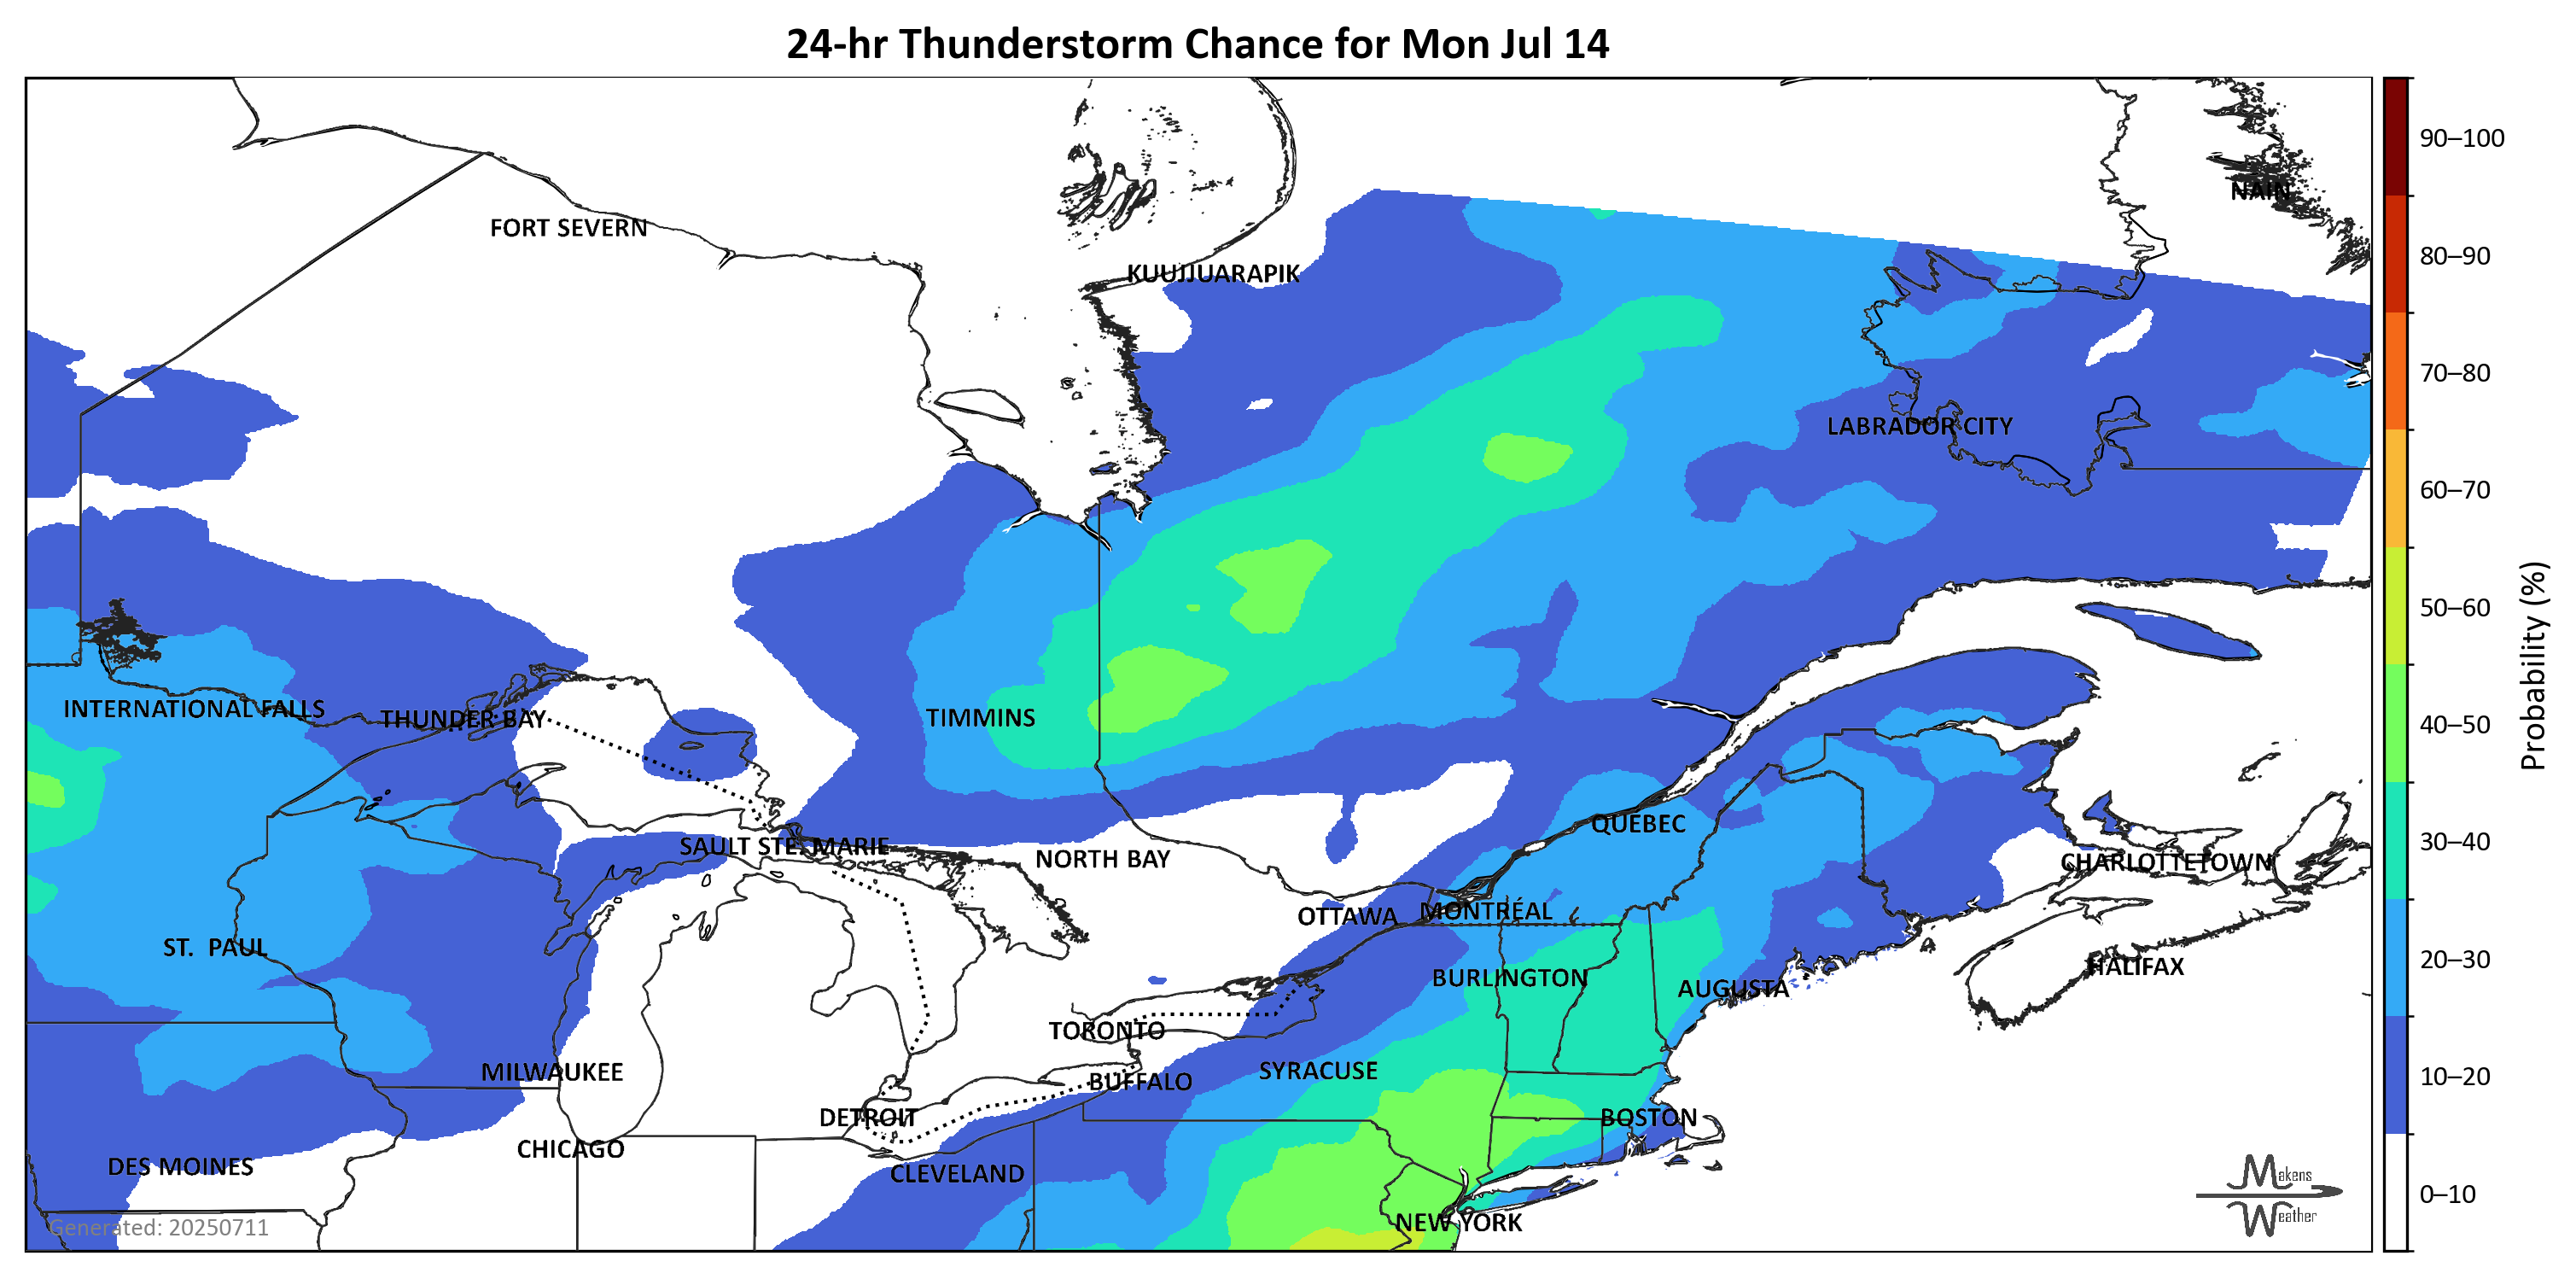 24-hr Thunderstorm Chance for Mon Jul 14
NAIN
FORT SEVERN
KUUJJUARAPIK
LABRADOR CITY
INTERNATIONAL FALLS
THUNDER BAY
TIMMINS
QUEBEC
SAULT STE. MARIE
NORTH BAY
CHARLOTTETOWN
OTTAWA
MONTRÉAL
ST.  PAUL
HALIFAX
BURLINGTON
AUGUSTA
TORONTO
MILWAUKEE
BUFFALO
SYRACUSE
DETROIT
BOSTON
CHICAGO
DES MOINES
CLEVELAND
NEW YORK
Generated: 20250711
Makens
Weather
90–100
80–90
70–80
60–70
50–60
40–50
30–40
20–30
10–20
0–10
Probability (%)